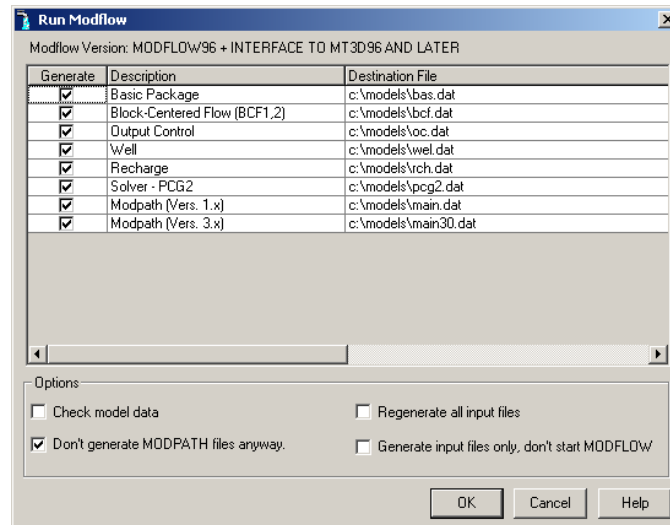 Run Modflow
Modflow Version: MODFLOW96 + INTERFACE TO MT3D96 AND LATER
Generate Description Destination File
Basic Package c:\models\bas.dat
Block-Centered Flow (BCF1,2) c:\models\bcf.dat
Output Control c:\models\oc.dat
Well c:\models\wel.dat
Recharge c:\models\rch.dat
Solver - PCG2 c:\models\pcg2.dat
Modpath (Vers. 1.x) c:\models\main.dat
Modpath (Vers. 3.x) c:\models\main30.dat
Options
Check model data Regenerate all input files
Don't generate MODPATH files anyway. Generate input files only, don't start MODFLOW
OK Cancel Help